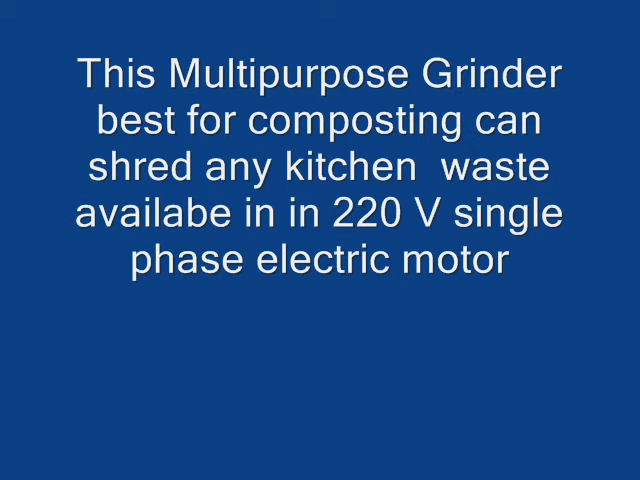 This Multipurpose Grinder
best for composting can
shred any kitchen  waste
availabe in in 220 V single
phase electric motor